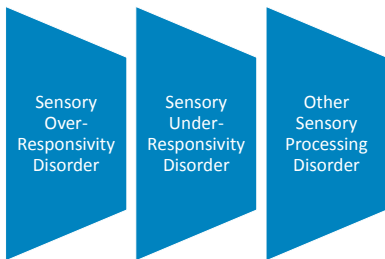 Sensory
Over-
Responsivity
Disorder
Sensory
Under-
Responsivity
Disorder
Other
Sensory
Processing
Disorder